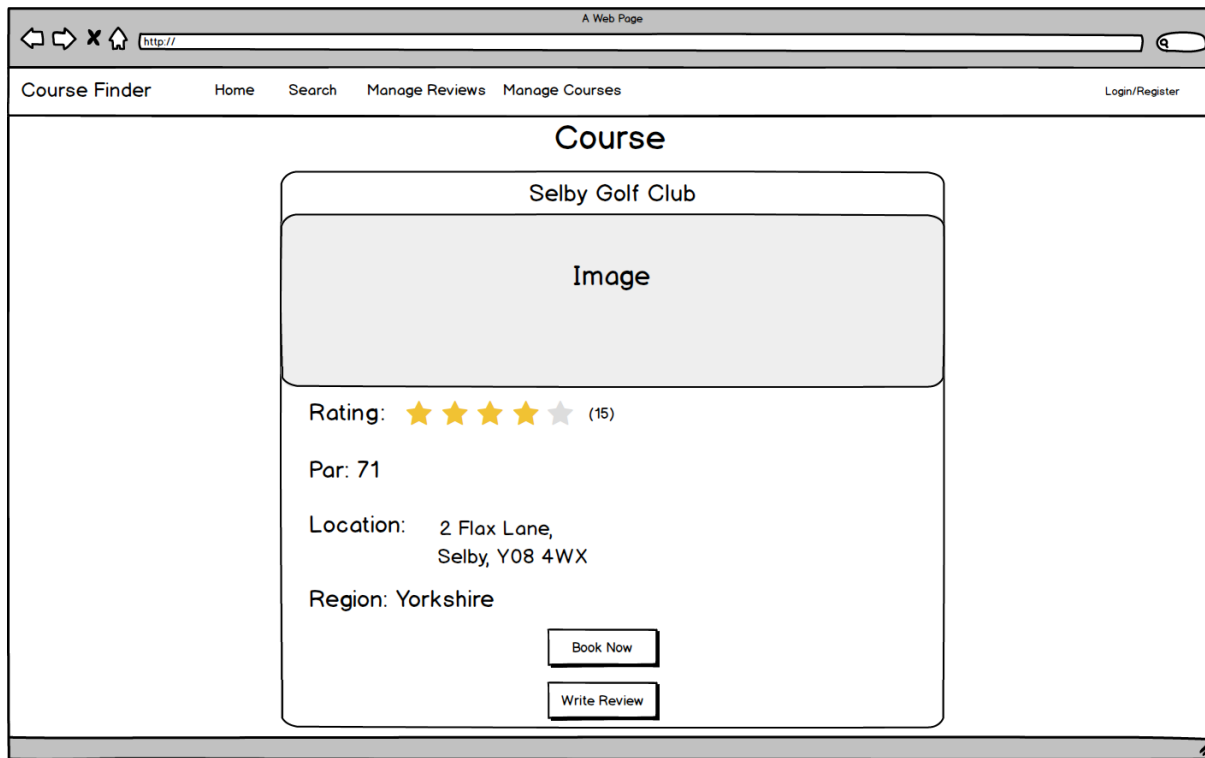 A Web Page
http://
Course Finder Home Search Manage Reviews Manage Courses Login/Register
Course
Selby Golf Club
Image
Rating: (15)
Par: 71
Location: 2 Flax Lane,
Selby, Y08 4WX
Region: Yorkshire
Book Now
Write Review